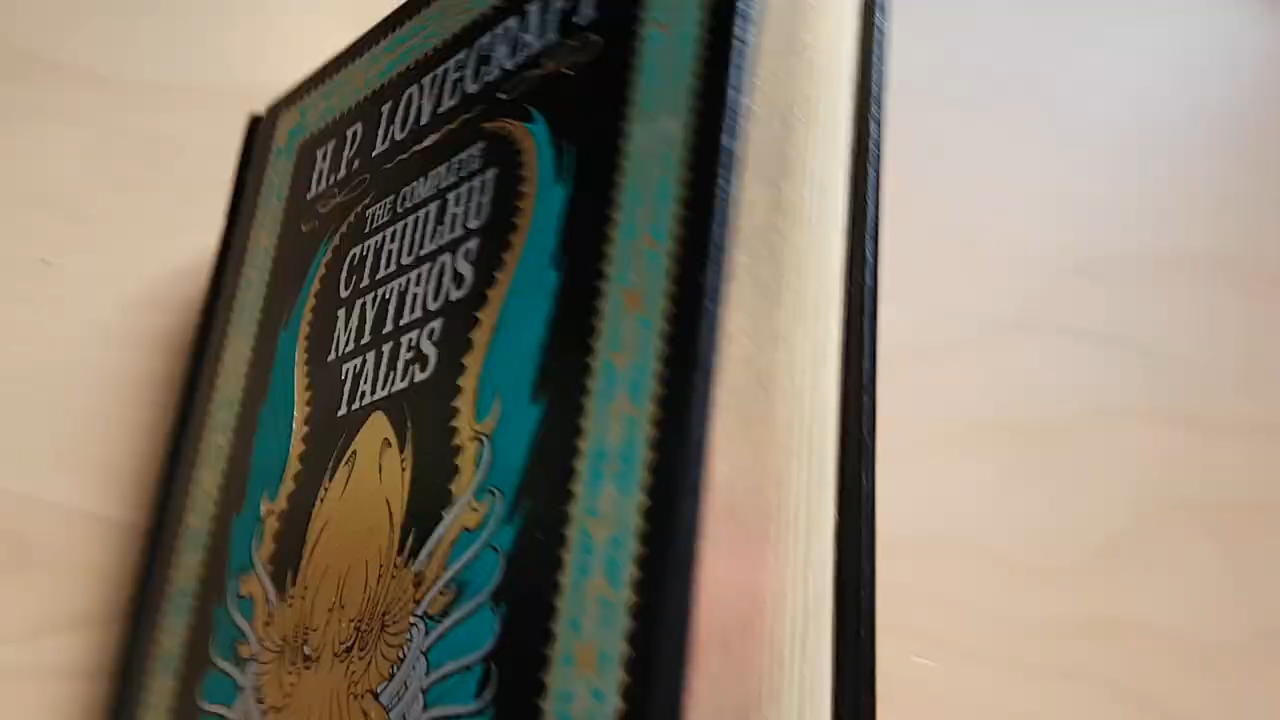 H.P. LOVECRAFT
THE COMPLETE
CTHULHU
MYTHOS
TALES